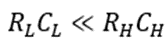 R_L C_L ≪ R_H C_H